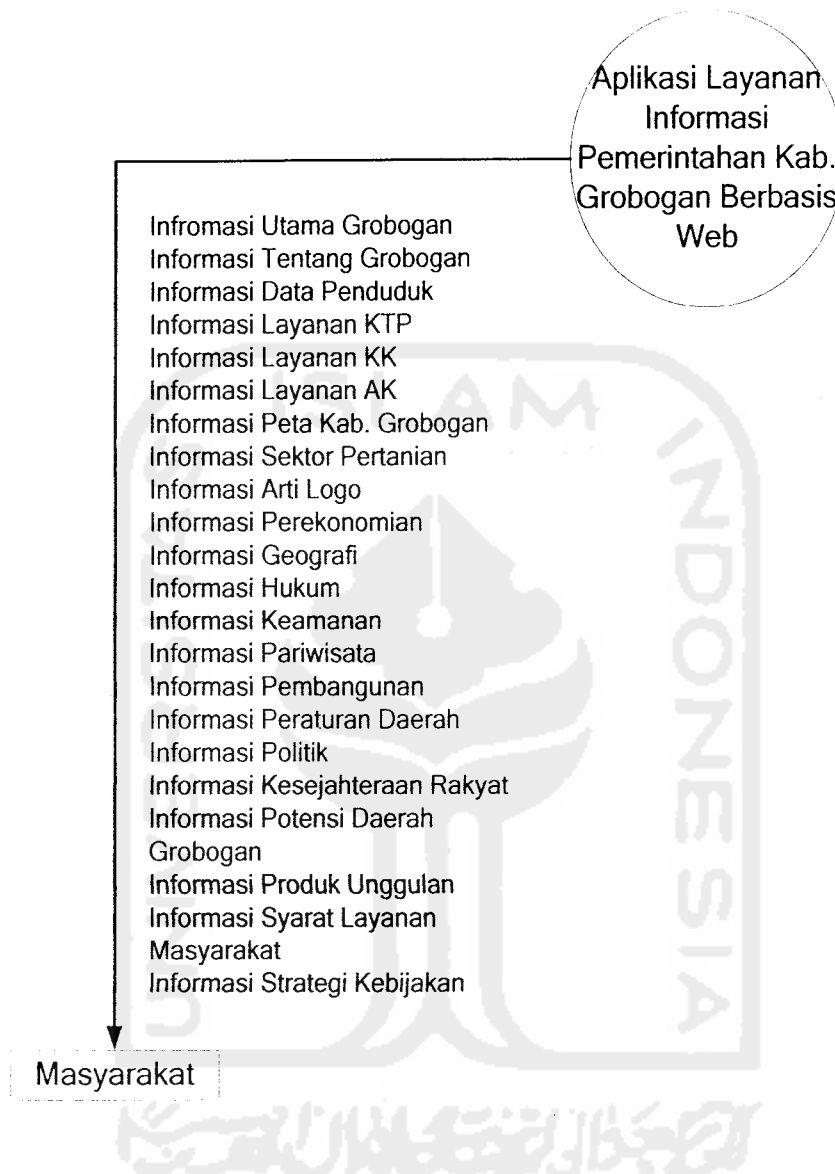 Aplikasi Layanan
Informasi
Pemerintahan Kab.
Grobogan Berbasis
Web
Infromasi Utama Grobogan
Informasi Tentang Grobogan
Informasi Data Penduduk
Informasi Layanan KTP
Informasi Layanan KK
Informasi Layanan AK
Informasi Peta Kab. Grobogan
Informasi Sektor Pertanian
Informasi Arti Logo
Informasi Perekonomian
Informasi Geografi
Informasi Hukum
Informasi Keamanan
Informasi Pariwisata
Informasi Pembangunan
Informasi Peraturan Daerah
Informasi Politik
Informasi Kesejahteraan Rakyat
Informasi Potensi Daerah
Grobogan
Informasi Produk Unggulan
Informasi Syarat Layanan
Masyarakat
Informasi Strategi Kebijakan
Masyarakat
UNIVERSITAS
ISLAM
INDONESIA